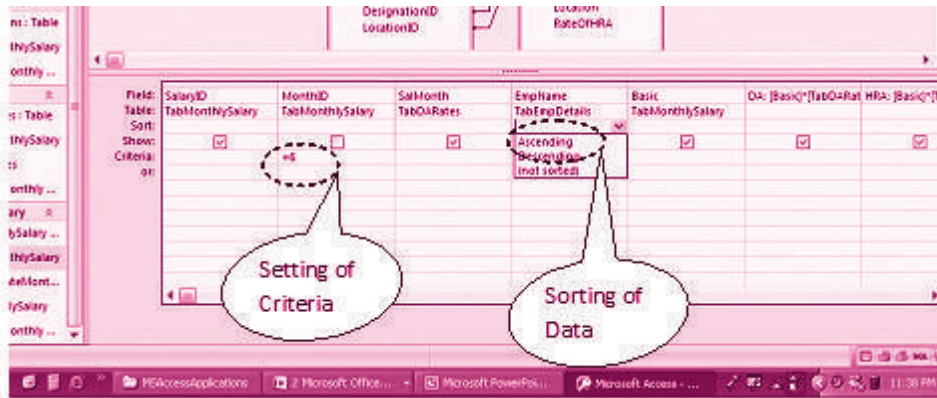 DesignationID
LocationID
Location
RateOfHRA
ns : Table
thlySalary
onthly ...
s : Table
thlySalary
onthly ...
ary
lySalary ...
thlySalary
teMont...
lySalary
onthly ...
Field: SalaryID MonthID SalMonth EmpName Basic DA: [Basic]*[TabDARat HRA: [Basic]*[
Table: TabMonthlySalary TabMonthlySalary TabDARates TabEmpDetails TabMonthlySalary
Sort:
Show:
Ascending
Criteria: =6
Descending
or:
(not sorted)
Setting of
Criteria
Sorting of
Data
SQL
MSAccessApplications 2 Microsoft Office... Microsoft PowerPoi... Microsoft Access - ... 11:38 PM